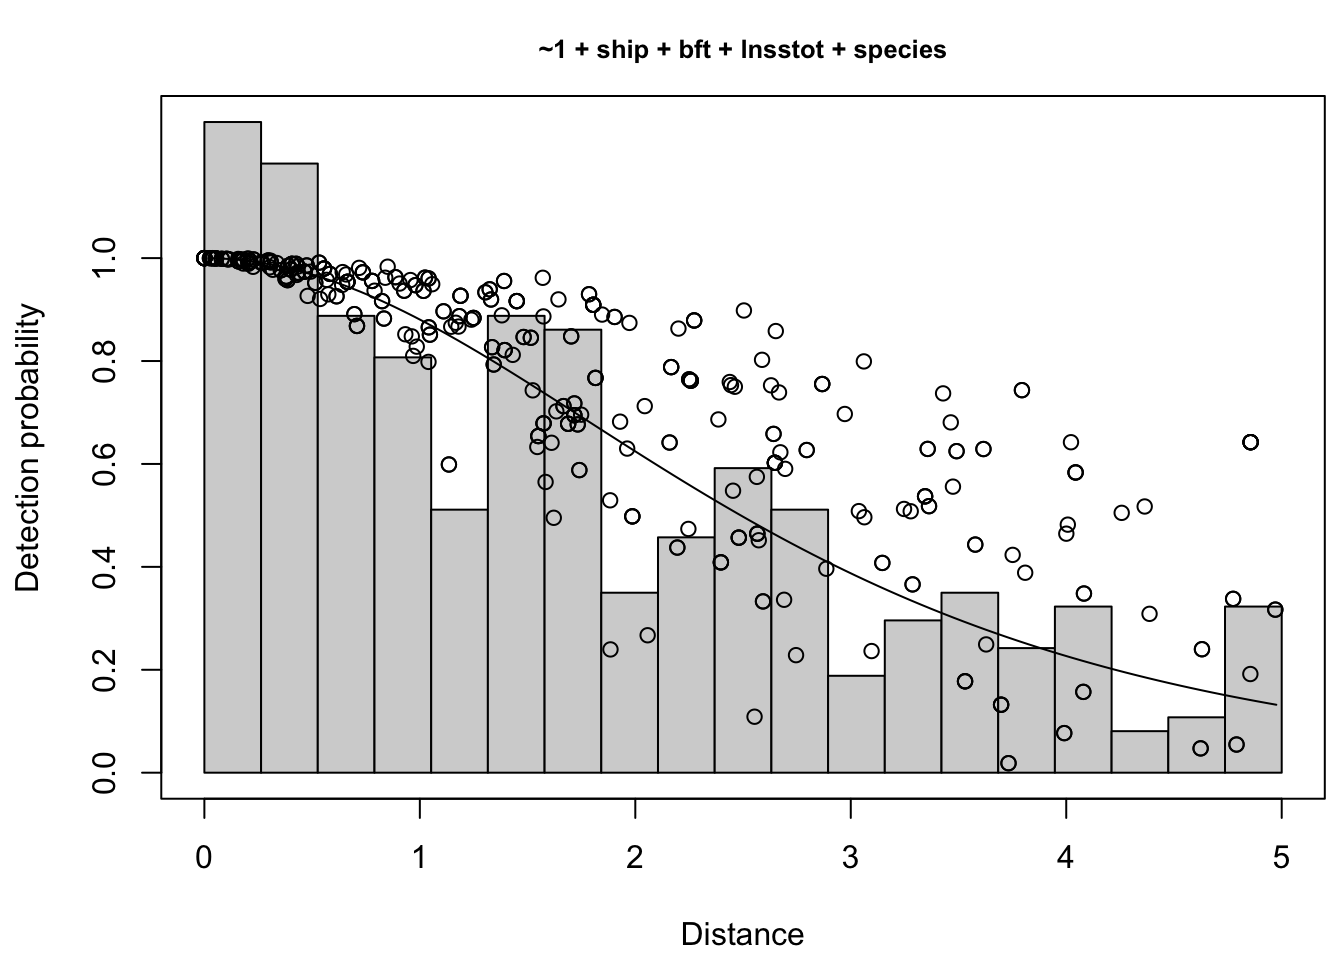 ~1 + ship + bft + lnsstot + species
Detection probability
1.0
0.8
0.6
0.4
0.2
0.0
0 1 2 3 4 5
Distance